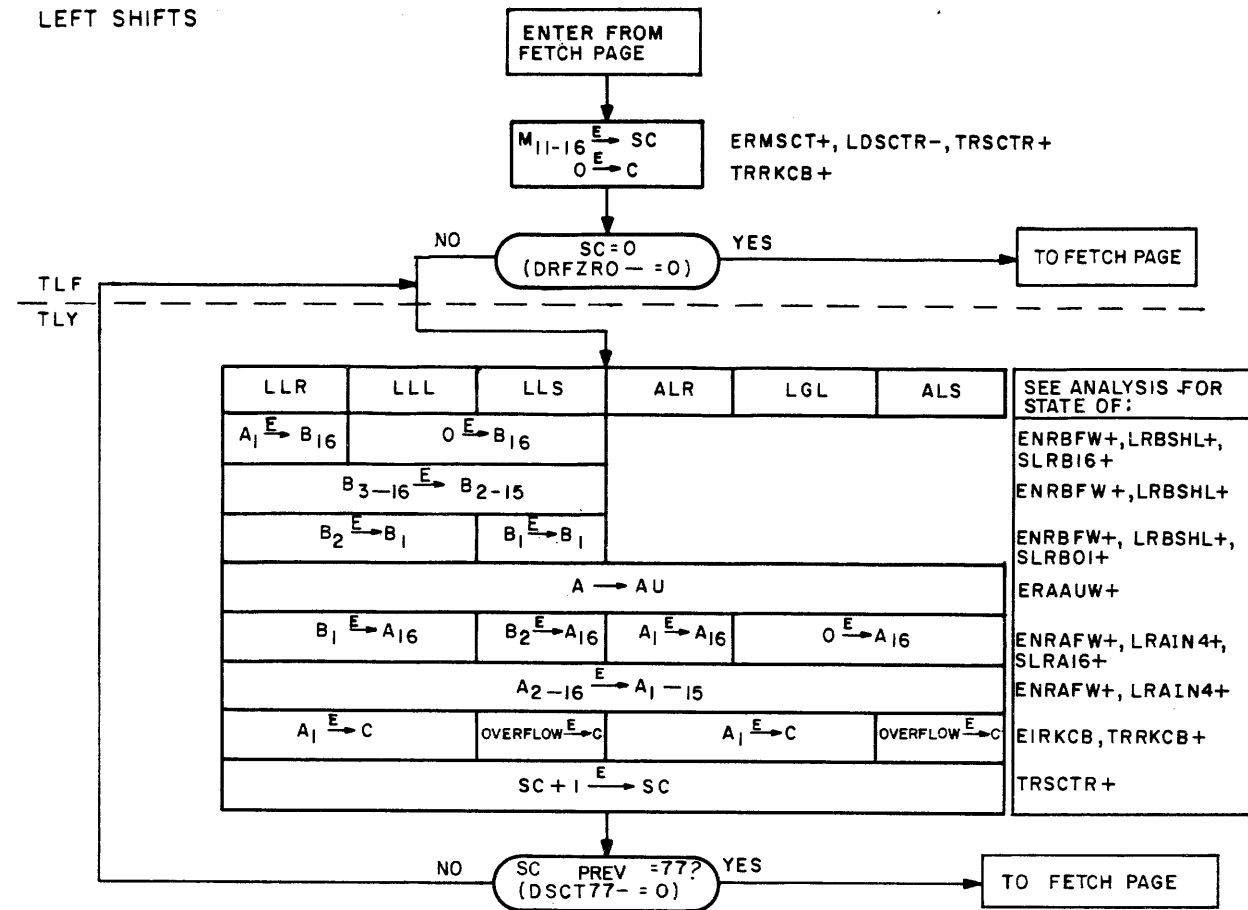 LEFT SHIFTS
ENTER FROM
FETCH PAGE
M11-16 E→ SC
0 E→ C
ERMSCT+, LDSCTR-, TRSCTR+
TRRKCB+
NO
SC=0
(DRFZRO- =0)
YES
TO FETCH PAGE
TLF
TLY
LLR LLL LLS ALR LGL ALS
SEE ANALYSIS FOR
STATE OF:
A1 E→ B16 0 E→ B16
ENRBFW+, LRBSHL+,
SLRB16+
B3-16 E→ B2-15
ENRBFW+, LRBSHL+
B2 E→ B1 B1 E→ B1
ENRBFW+, LRBSHL+,
SLRB01+
A → AU
ERAAUW+
B1 E→ A16 B2 E→ A16 A1 E→ A16 0 E→ A16
ENRAFW+, LRAIN4+,
SLRA16+
A2-16 E→ A1-15
ENRAFW+, LRAIN4+
A1 E→ C OVERFLOW E→ C A1 E→ C OVERFLOW E→ C
EIRKCB, TRRKCB+
SC+1 E→ SC
TRSCTR+
NO
SC PREV =77?
(DSCT77- =0)
YES
TO FETCH PAGE